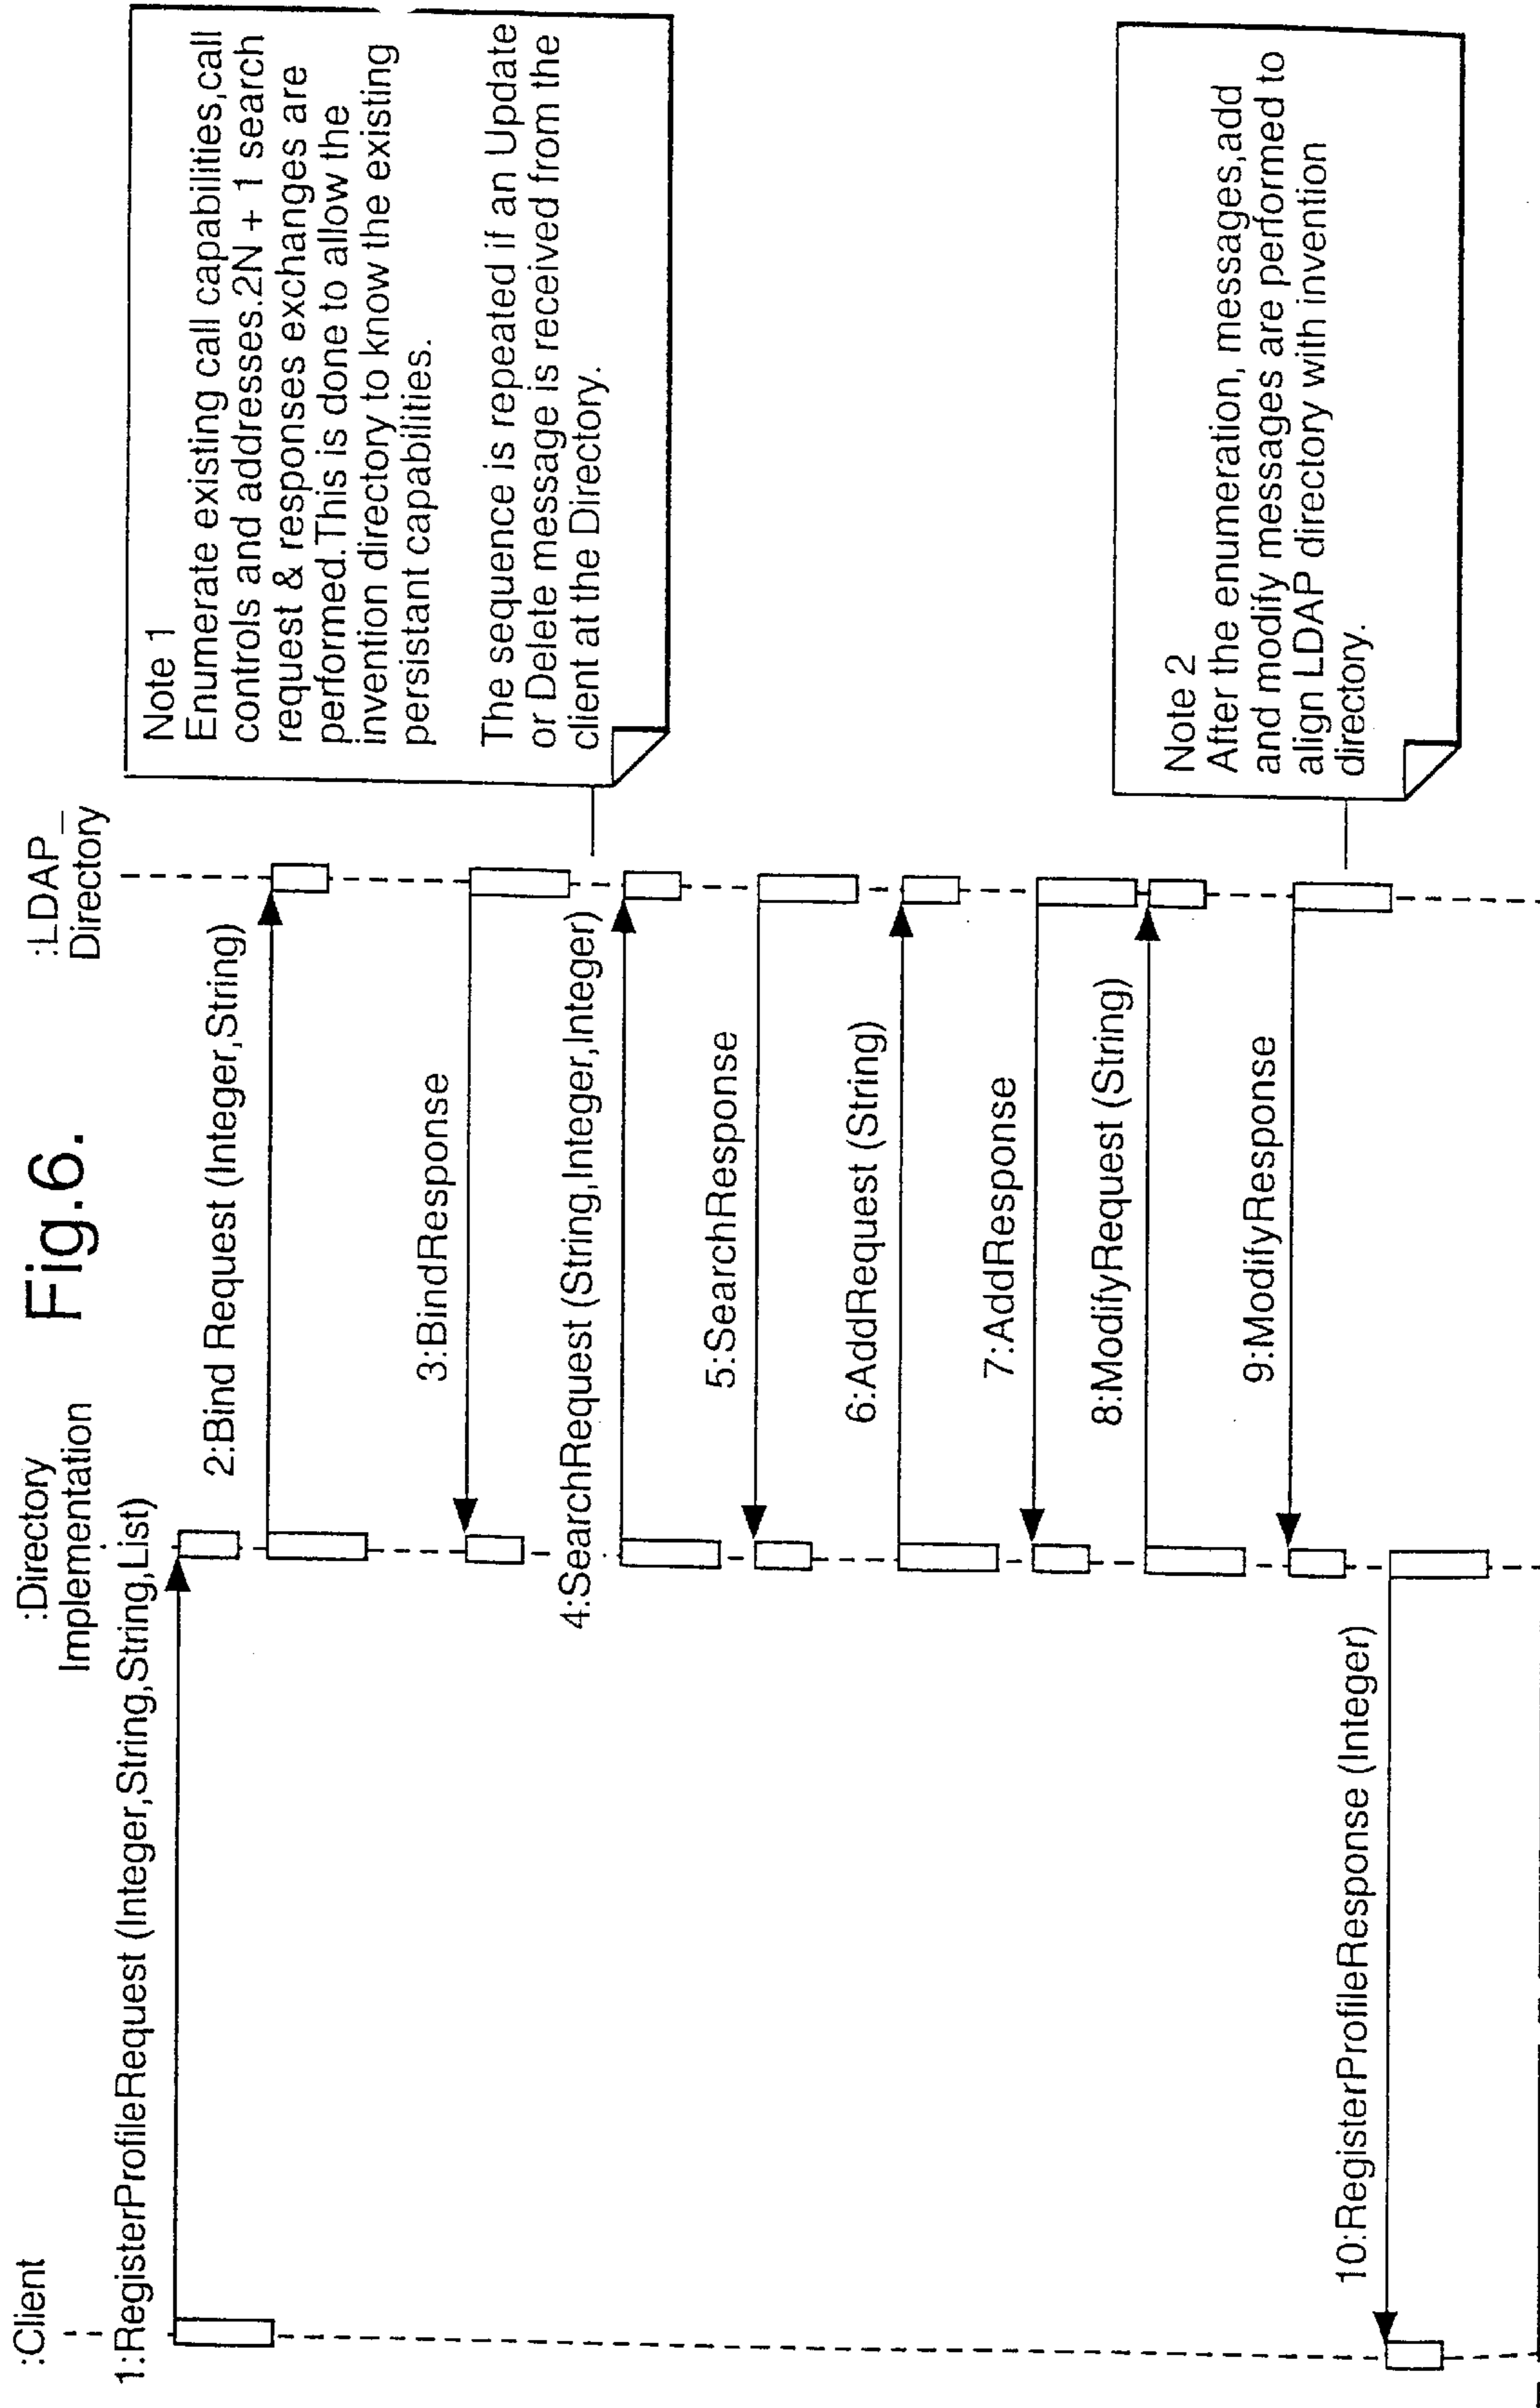 Fig.6.
:Client
:Directory
Implementation
:LDAP_
Directory
1:RegisterProfileRequest (Integer,String,String,List)
2:Bind Request (Integer,String)
3:BindResponse
4:SearchRequest (String,Integer,Integer)
5:SearchResponse
6:AddRequest (String)
7:AddResponse
8:ModifyRequest (String)
9:ModifyResponse
10:RegisterProfileResponse (Integer)
Note 1
Enumerate existing call capabilities,call
controls and addresses.2N + 1 search
request & responses exchanges are
performed.This is done to allow the
invention directory to know the existing
persistant capabilities.
The sequence is repeated if an Update
or Delete message is received from the
client at the Directory.
Note 2
After the enumeration, messages,add
and modify messages are performed to
align LDAP directory with invention
directory.